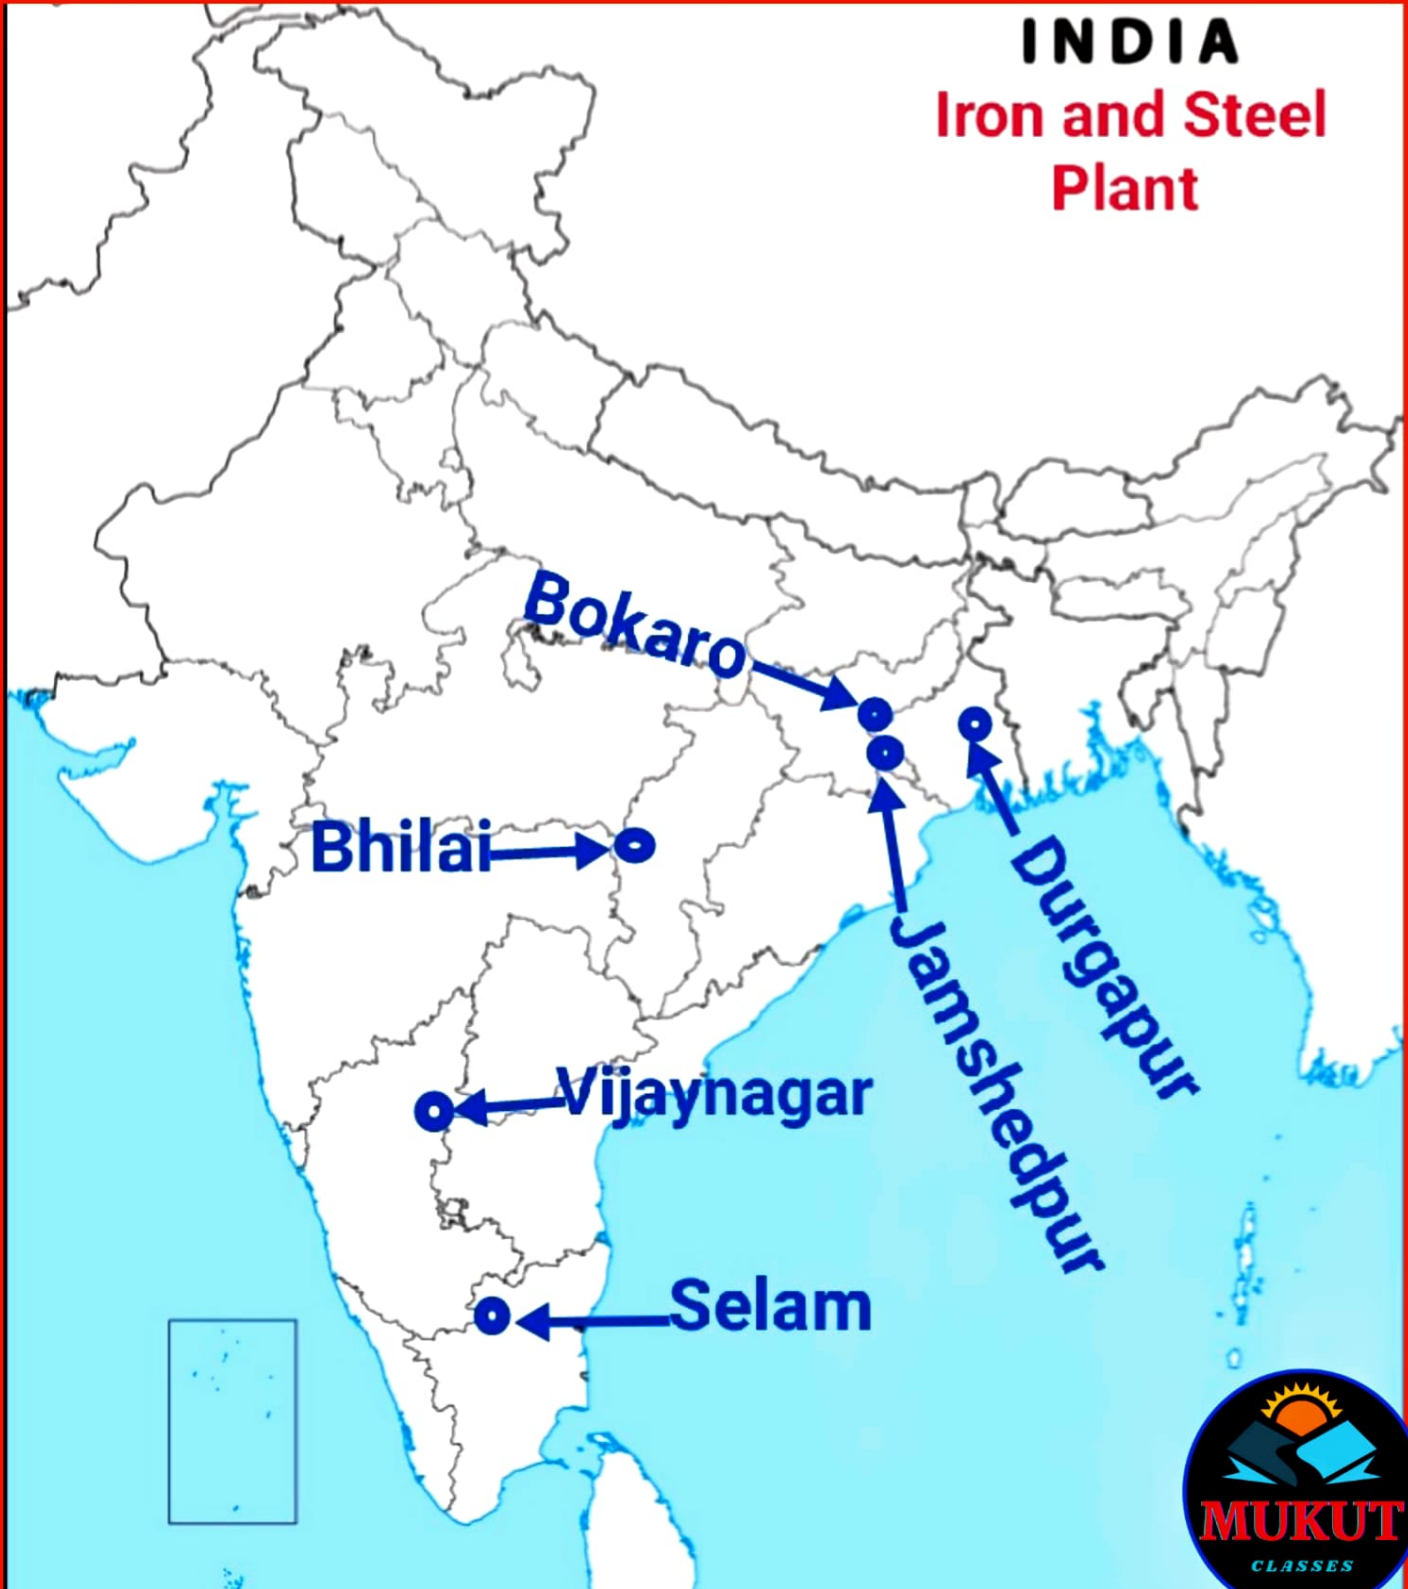 INDIA
Iron and Steel
Plant
Bokaro
Bhilai
Durgapur
Jamshedpur
Vijaynagar
Selam
MUKUT
CLASSES